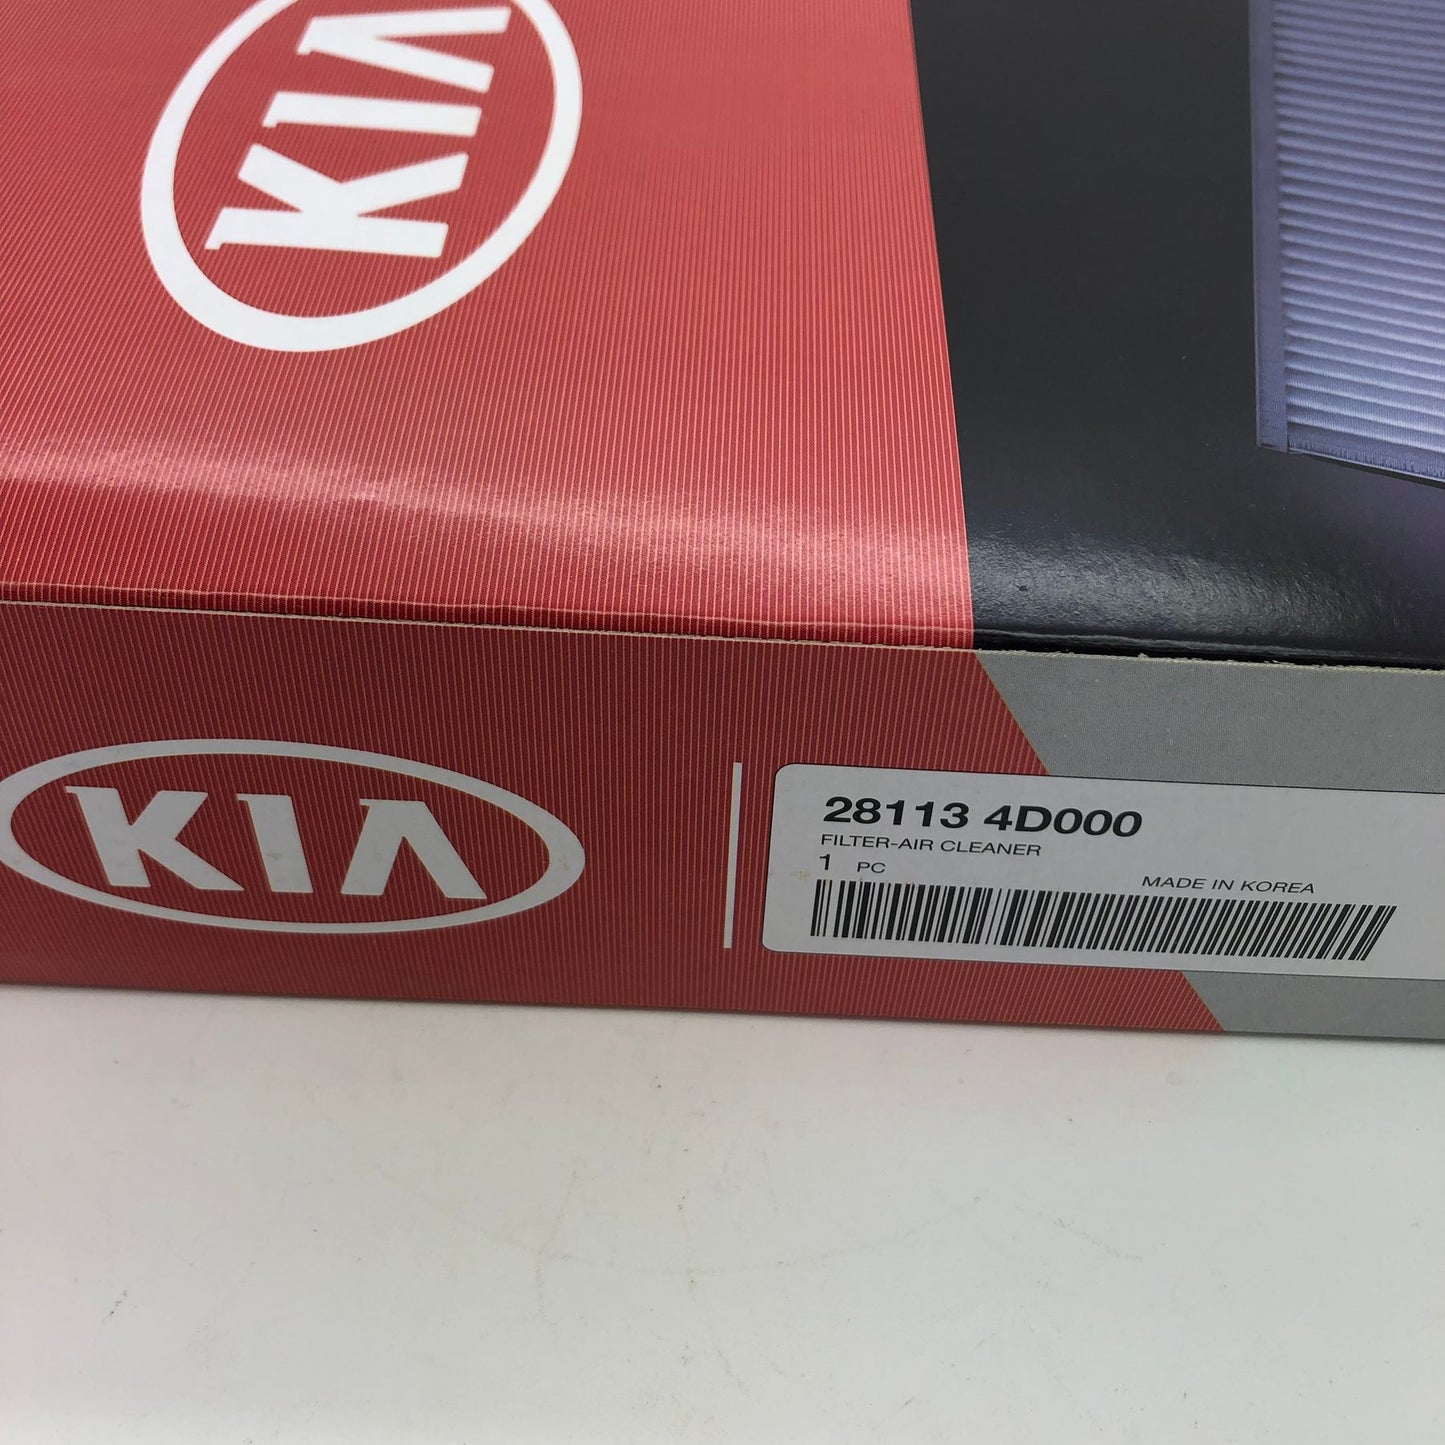 KIA
KIA
28113 4D000
FILTER-AIR CLEANER
1 PC
MADE IN KOREA